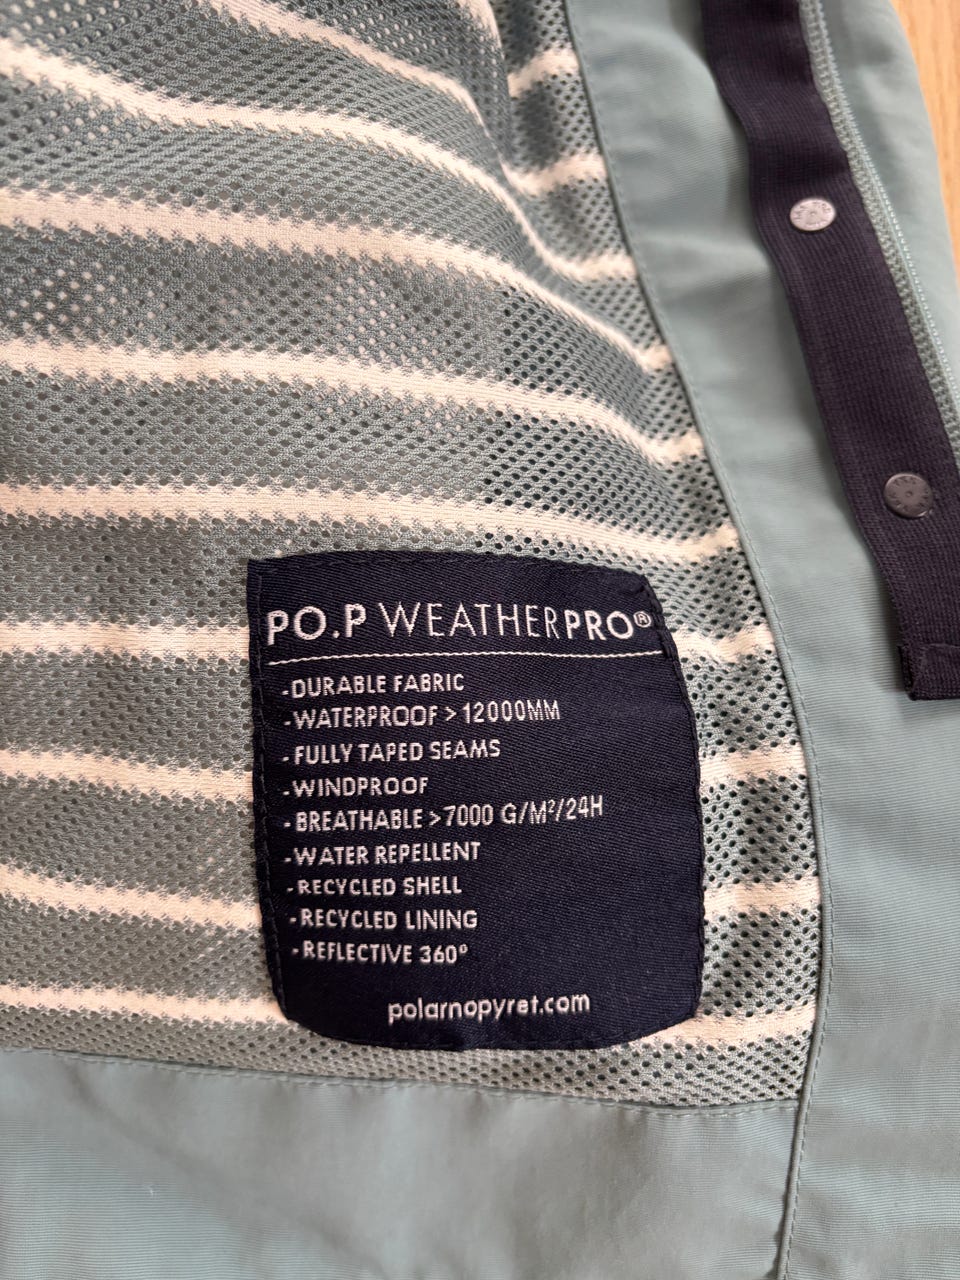 PO.P WEATHERPRO®
-DURABLE FABRIC
-WATERPROOF > 12000MM
-FULLY TAPED SEAMS
-WINDPROOF
-BREATHABLE >7000 G/M²/24H
-WATER REPELLENT
-RECYCLED SHELL
-RECYCLED LINING
-REFLECTIVE 360°
polarnopyret.com